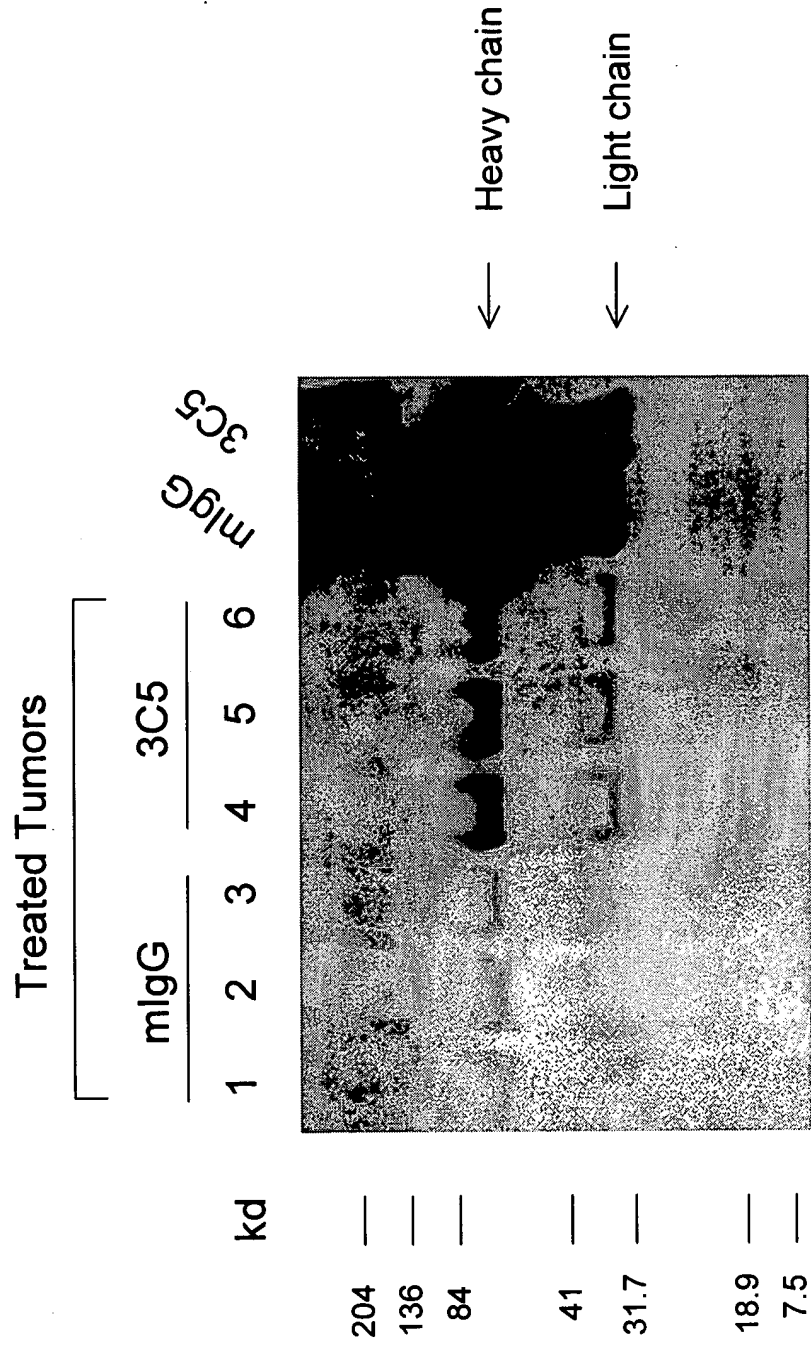 Treated Tumors
mIgG 3C5
1 2 3 4 5 6 mIgG 3C5
kd
204
136
84
41
31.7
18.9
7.5
Heavy chain
Light chain